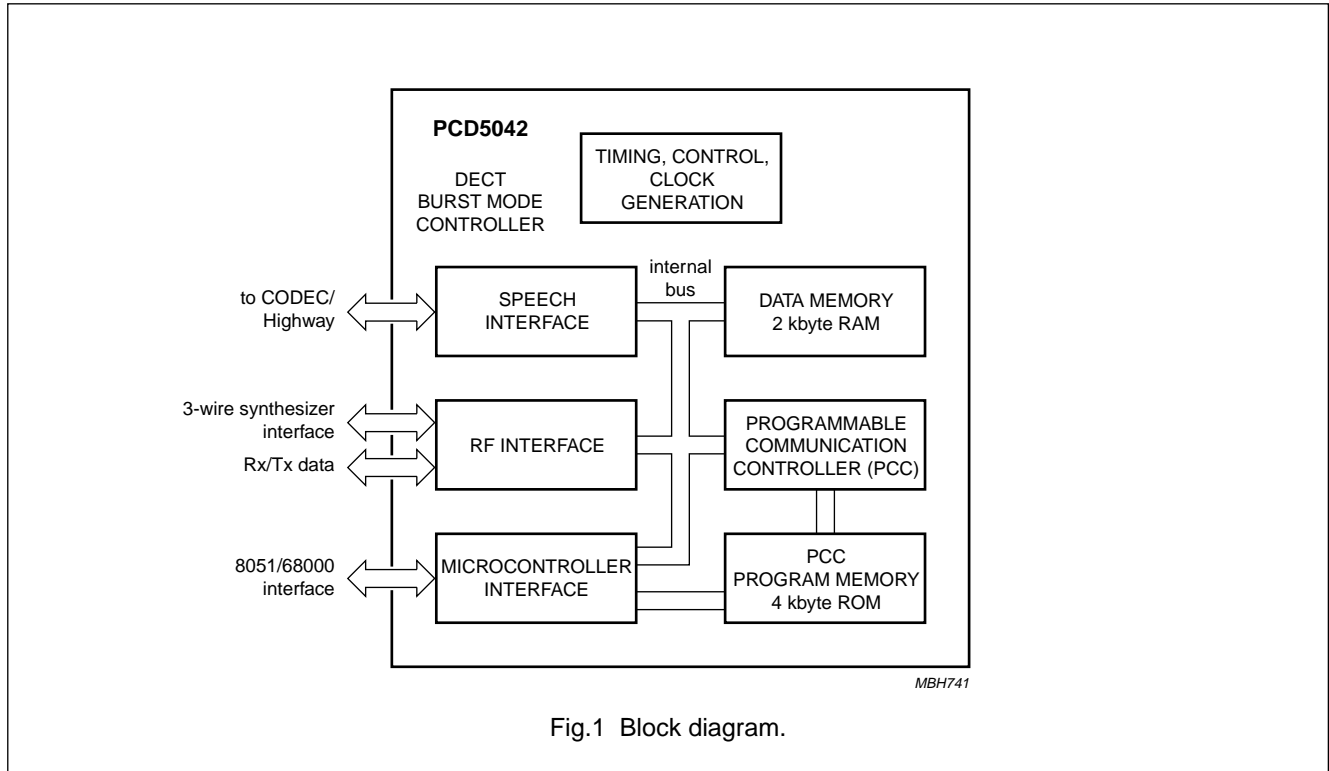 PCD5042
DECT
BURST MODE
CONTROLLER
TIMING, CONTROL,
CLOCK
GENERATION
to CODEC/
Highway
SPEECH
INTERFACE
internal
bus
DATA MEMORY
2 kbyte RAM
3-wire synthesizer
interface
Rx/Tx data
RF INTERFACE
PROGRAMMABLE
COMMUNICATION
CONTROLLER (PCC)
8051/68000
interface
MICROCONTROLLER
INTERFACE
PCC
PROGRAM MEMORY
4 kbyte ROM
MBH741
Fig.1 Block diagram.